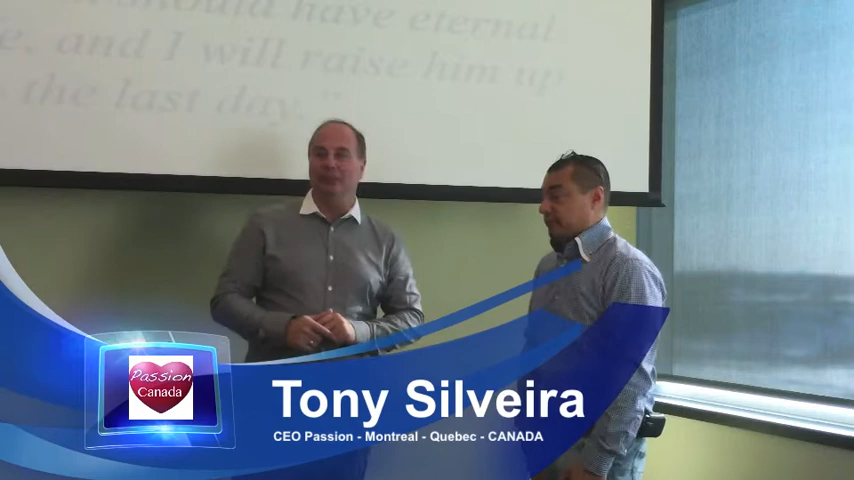 should have eternal
e, and I will raise him up
the last day."
Passion
Canada
Tony Silveira
CEO Passion - Montreal - Quebec - CANADA